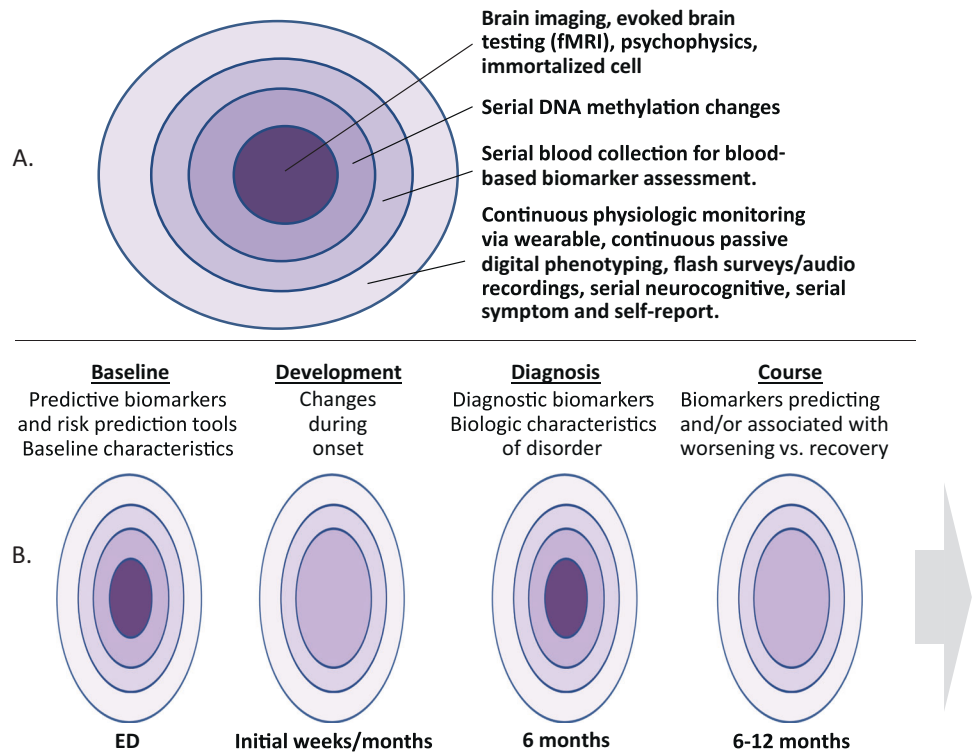 Brain imaging, evoked brain
testing (fMRI), psychophysics,
immortalized cell
Serial DNA methylation changes
A.
Serial blood collection for blood-
based biomarker assessment.
Continuous physiologic monitoring
via wearable, continuous passive
digital phenotyping, flash surveys/audio
recordings, serial neurocognitive, serial
symptom and self-report.
Baseline
Predictive biomarkers
and risk prediction tools
Baseline characteristics
Development
Changes
during
onset
Diagnosis
Diagnostic biomarkers
Biologic characteristics
of disorder
Course
Biomarkers predicting
and/or associated with
worsening vs. recovery
B.
ED
Initial weeks/months
6 months
6-12 months